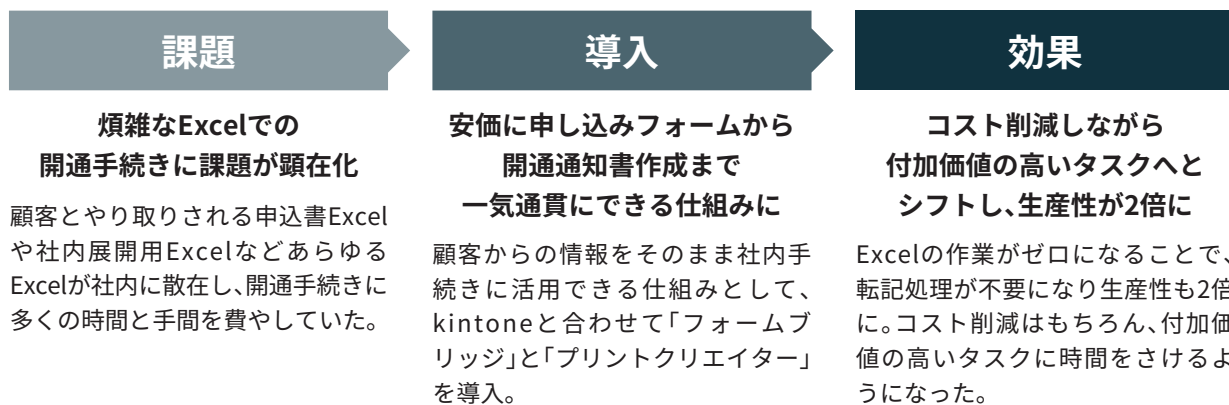 課題
煩雑なExcelでの
開通手続きに課題が顕在化
顧客とやり取りされる申込書Excel
や社内展開用Excelなどあらゆる
Excelが社内に散在し、開通手続きに
多くの時間と手間を費やしていた。
導入
安価に申し込みフォームから
開通通知書作成まで
一気通貫にできる仕組みに
顧客からの情報をそのまま社内手
続きに活用できる仕組みとして、
kintoneと合わせて「フォームブ
リッジ」と「プリントクリエイター」
を導入。
効果
コスト削減しながら
付加価値の高いタスクへと
シフトし、生産性が2倍に
Excelの作業がゼロになることで、
転記処理が不要になり生産性も2倍
に。コスト削減はもちろん、付加価
値の高いタスクに時間をさけるよ
うになった。